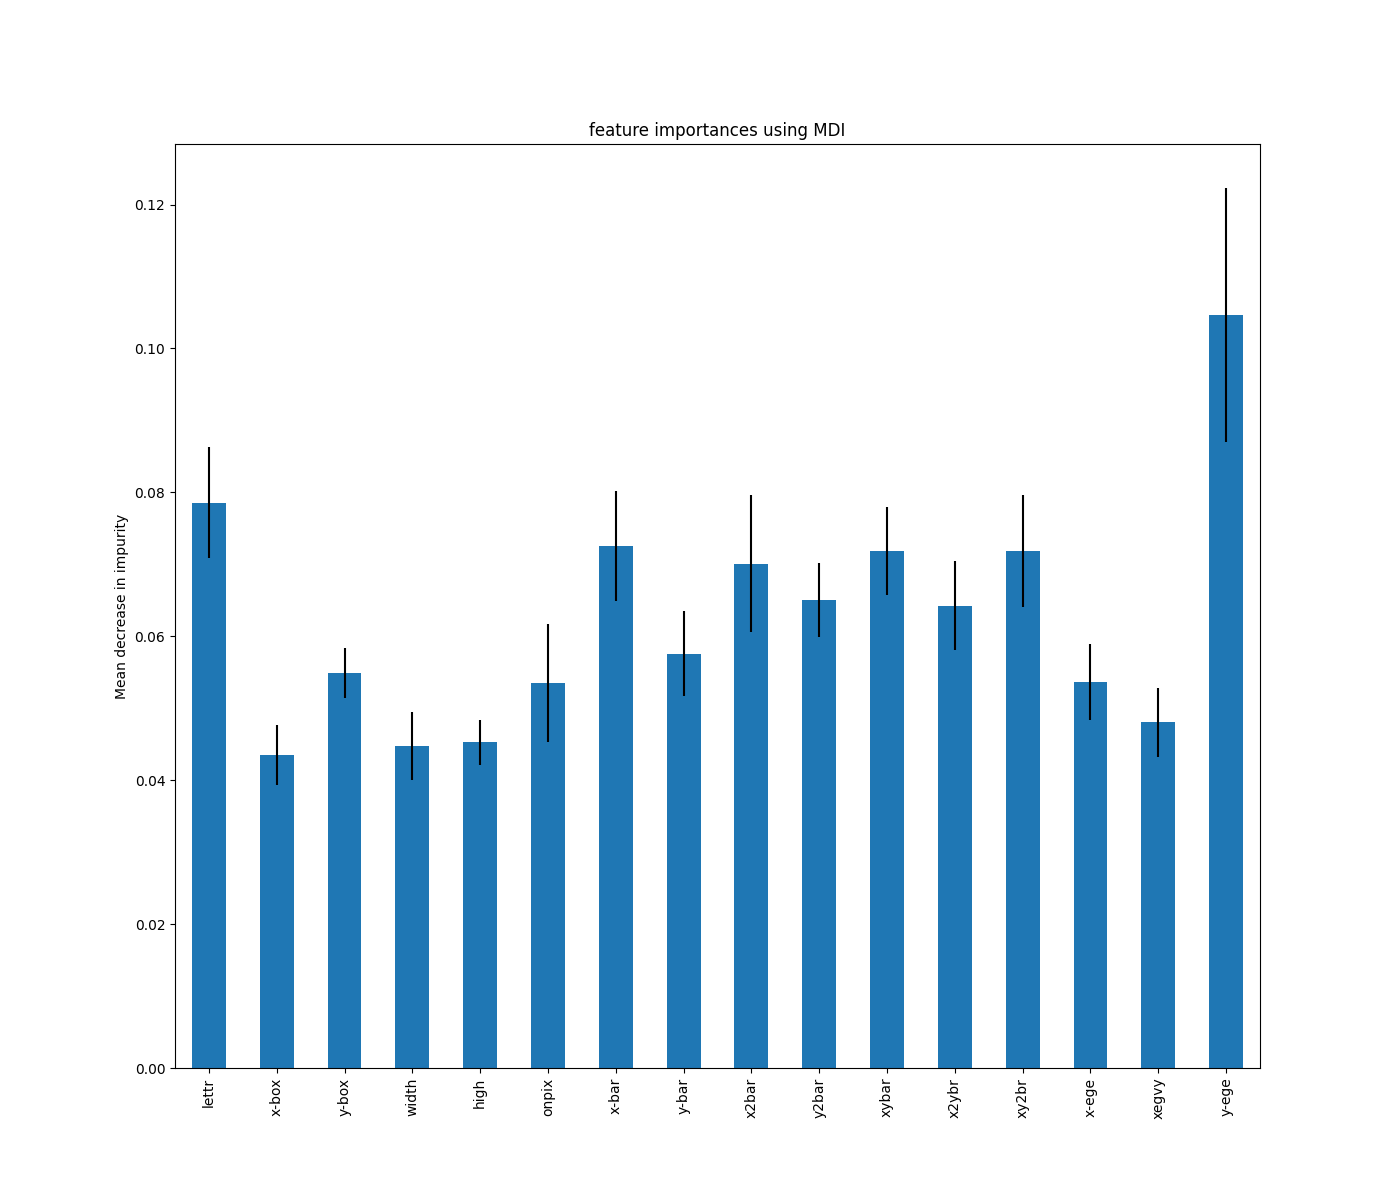 feature importances using MDI
Mean decrease in impurity
0.12
0.10
0.08
0.06
0.04
0.02
0.00
lettr
x-box
y-box
width
high
onpix
x-bar
y-bar
x2bar
y2bar
xybar
x2ybr
xy2br
x-ege
xegvy
y-ege